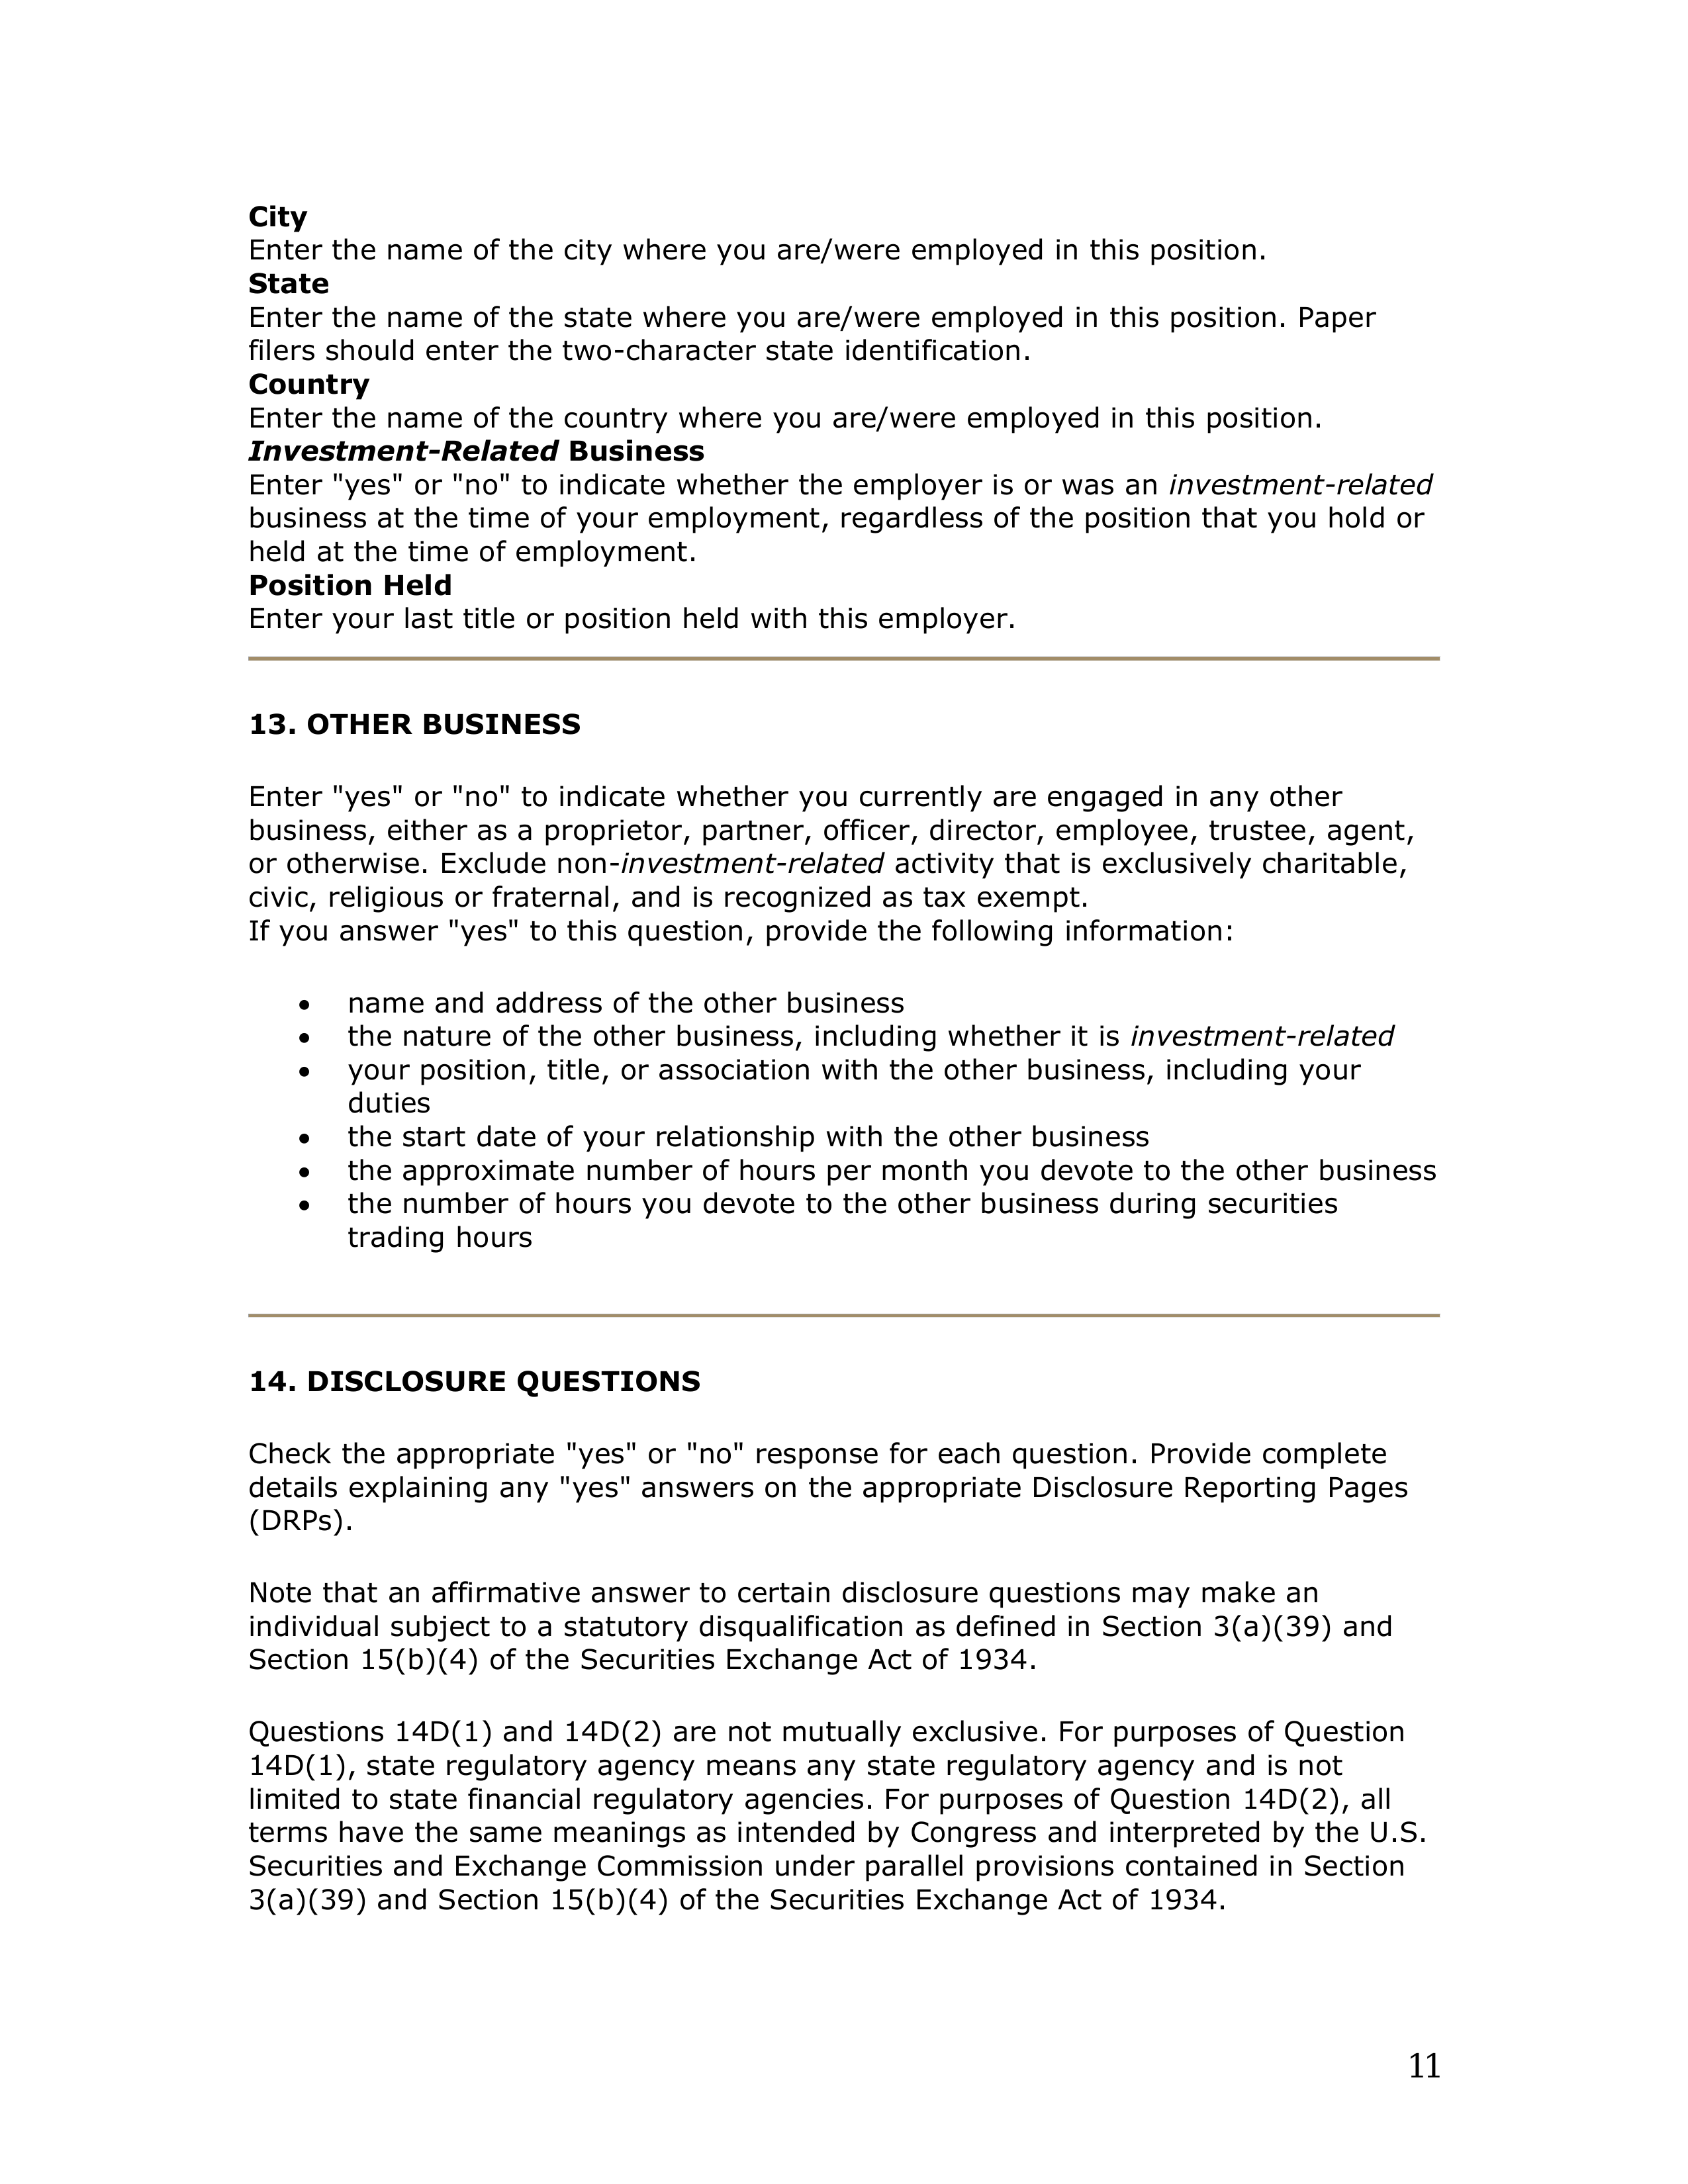 City
Enter the name of the city where you are/were employed in this position.
State
Enter the name of the state where you are/were employed in this position. Paper
filers should enter the two-character state identification.
Country
Enter the name of the country where you are/were employed in this position.
Investment-Related Business
Enter "yes" or "no" to indicate whether the employer is or was an investment-related
business at the time of your employment, regardless of the position that you hold or
held at the time of employment.
Position Held
Enter your last title or position held with this employer.
13. OTHER BUSINESS
Enter "yes" or "no" to indicate whether you currently are engaged in any other
business, either as a proprietor, partner, officer, director, employee, trustee, agent,
or otherwise. Exclude non-investment-related activity that is exclusively charitable,
civic, religious or fraternal, and is recognized as tax exempt.
If you answer "yes" to this question, provide the following information:
• name and address of the other business
• the nature of the other business, including whether it is investment-related
• your position, title, or association with the other business, including your
duties
• the start date of your relationship with the other business
• the approximate number of hours per month you devote to the other business
• the number of hours you devote to the other business during securities
trading hours
14. DISCLOSURE QUESTIONS
Check the appropriate "yes" or "no" response for each question. Provide complete
details explaining any "yes" answers on the appropriate Disclosure Reporting Pages
(DRPs).
Note that an affirmative answer to certain disclosure questions may make an
individual subject to a statutory disqualification as defined in Section 3(a)(39) and
Section 15(b)(4) of the Securities Exchange Act of 1934.
Questions 14D(1) and 14D(2) are not mutually exclusive. For purposes of Question
14D(1), state regulatory agency means any state regulatory agency and is not
limited to state financial regulatory agencies. For purposes of Question 14D(2), all
terms have the same meanings as intended by Congress and interpreted by the U.S.
Securities and Exchange Commission under parallel provisions contained in Section
3(a)(39) and Section 15(b)(4) of the Securities Exchange Act of 1934.
11